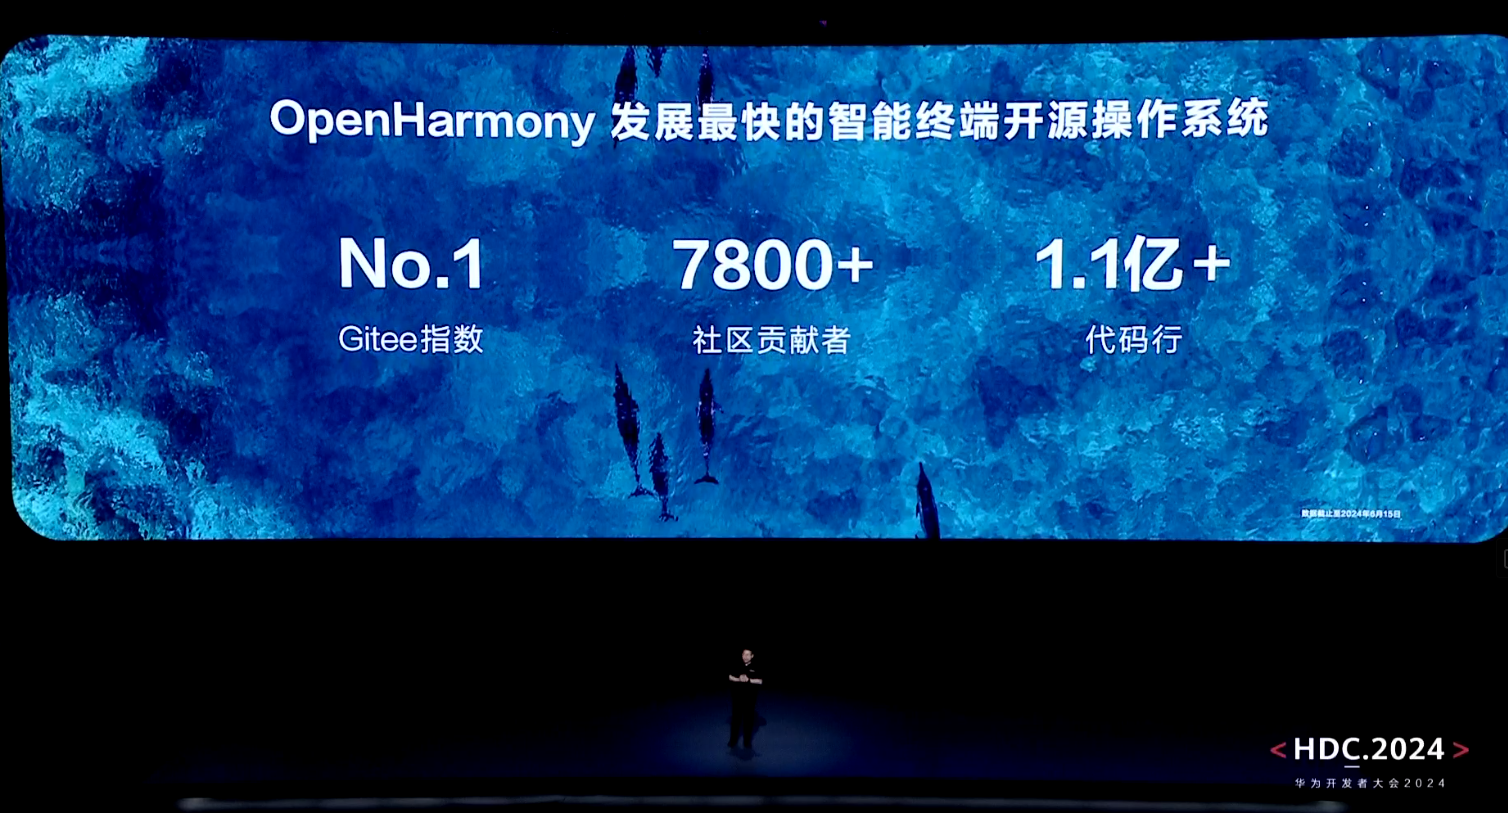 OpenHarmony 发展最快的智能终端开源操作系统
No.1
7800+
1.1亿+
Gitee指数
社区贡献者
代码行
数据截止至2024年6月15日
<HDC.2024>
华为开发者大会2024